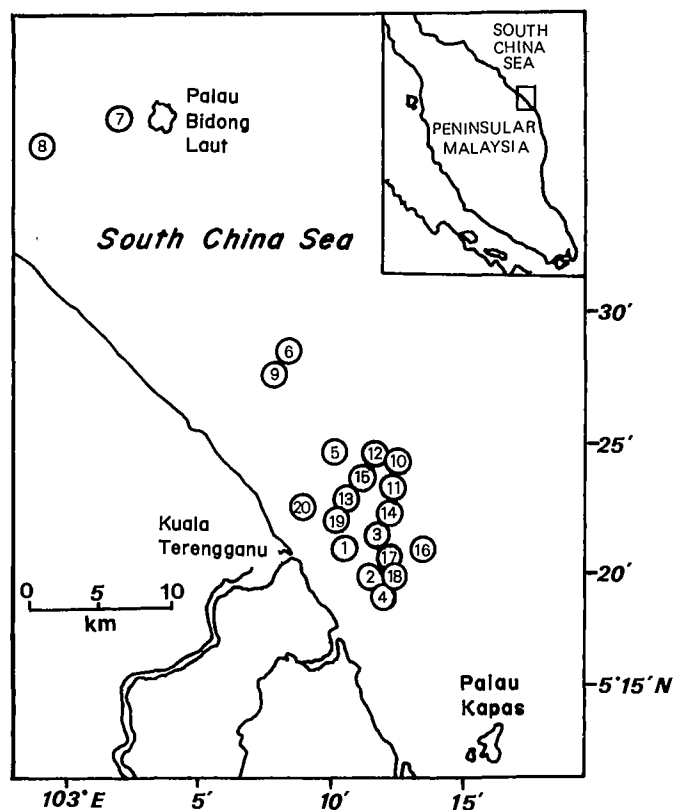 SOUTH
CHINA
SEA
PENINSULAR
MALAYSIA
Palau
Bidong
Laut
7
8
South China Sea
30'
6
9
25'
5
12
10
15
11
13
20
14
19
3
1
16
17
2
18
4
Kuala
Terengganu
20'
0 5 10
km
5°15'N
Palau
Kapas
103°E 5' 10' 15'